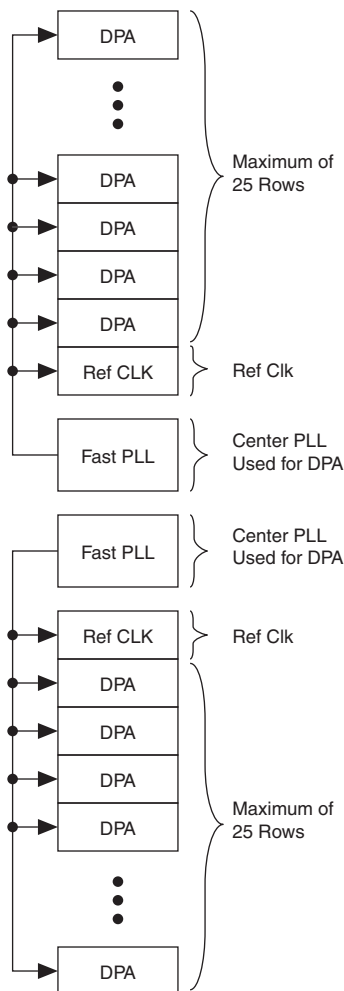 DPA
DPA
DPA
DPA
DPA
Maximum of
25 Rows
Ref CLK
Ref Clk
Fast PLL
Center PLL
Used for DPA
Fast PLL
Center PLL
Used for DPA
Ref CLK
Ref Clk
DPA
DPA
DPA
DPA
Maximum of
25 Rows
DPA